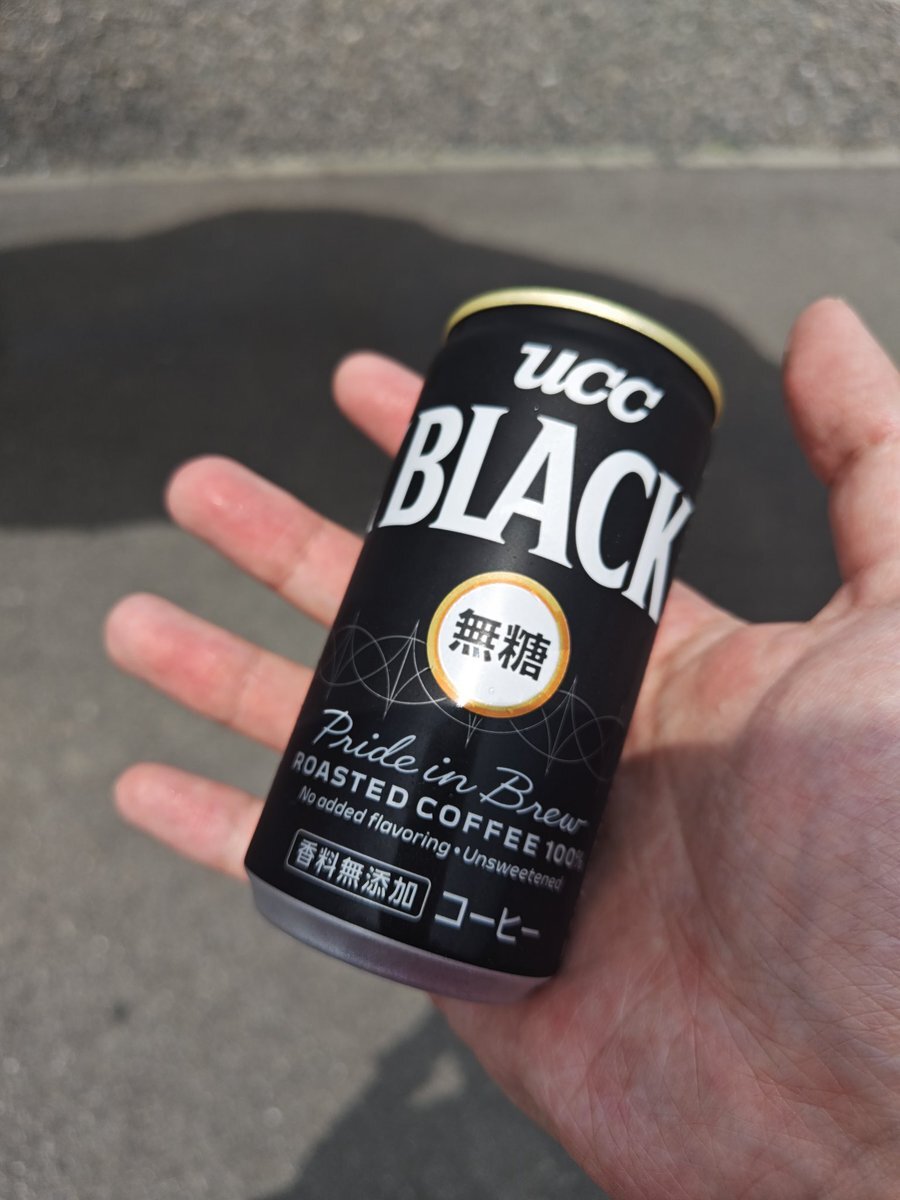 UCC
BLACK
無糖
Pride in Brew
ROASTED COFFEE 100%
No added flavoring・Unsweetened
香料無添加
コーヒー